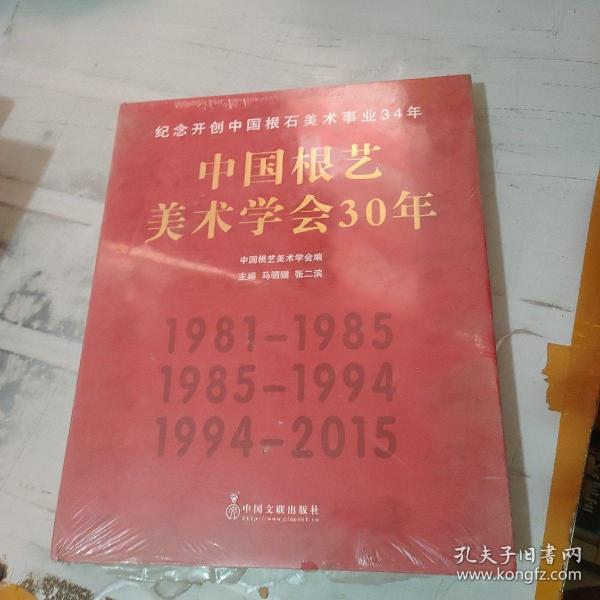 纪念开创中国根石美术事业34年
中国根艺
美术学会30年
中国根艺美术学会编
主编 马驷骥 张二滨
1981-1985
1985-1994
1994-2015
中国文联出版社
孔夫子旧书网
www.kongfz.com